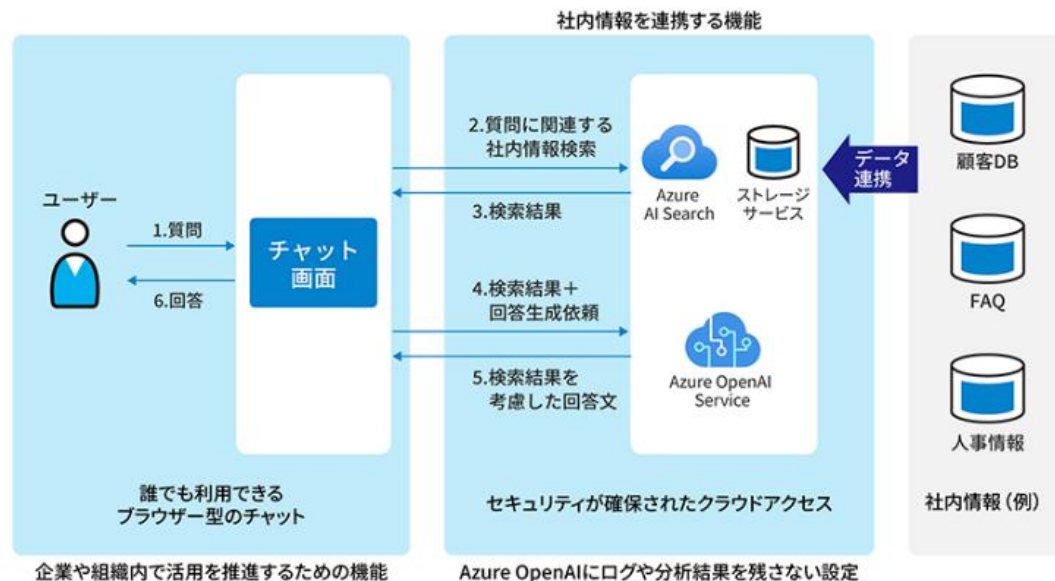 社内情報を連携する機能
ユーザー
1.質問
6.回答
チャット
画面
2.質問に関連する
社内情報検索
3.検索結果
4.検索結果＋
回答生成依頼
5.検索結果を
考慮した回答文
Azure
AI Search
ストレージ
サービス
Azure OpenAI
Service
データ
連携
顧客DB
FAQ
人事情報
社内情報（例）
誰でも利用できる
ブラウザー型のチャット
セキュリティが確保されたクラウドアクセス
企業や組織内で活用を推進するための機能
Azure OpenAIにログや分析結果を残さない設定